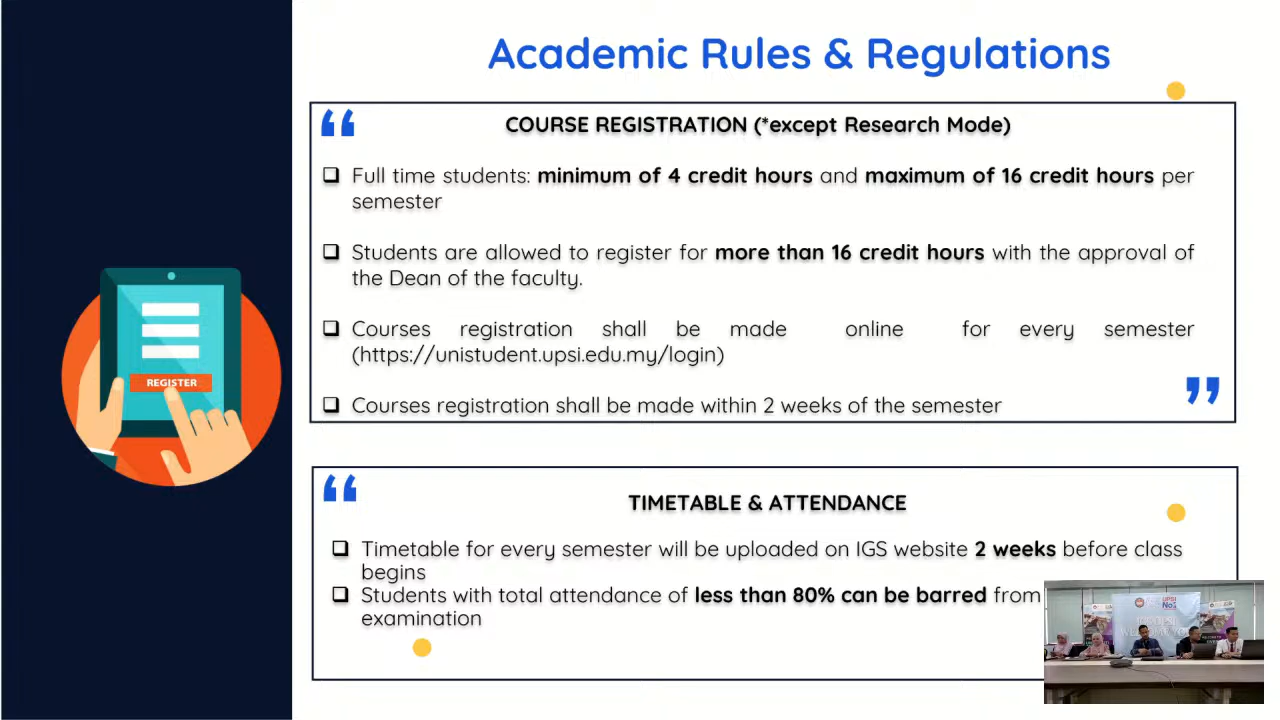 Academic Rules & Regulations
COURSE REGISTRATION (*except Research Mode)
Full time students: minimum of 4 credit hours and maximum of 16 credit hours per
semester
Students are allowed to register for more than 16 credit hours with the approval of
the Dean of the faculty.
Courses registration shall be made online for every semester
(https://unistudent.upsi.edu.my/login)
Courses registration shall be made within 2 weeks of the semester
REGISTER
TIMETABLE & ATTENDANCE
Timetable for every semester will be uploaded on IGS website 2 weeks before class
begins
Students with total attendance of less than 80% can be barred from
examination
UPSI
No